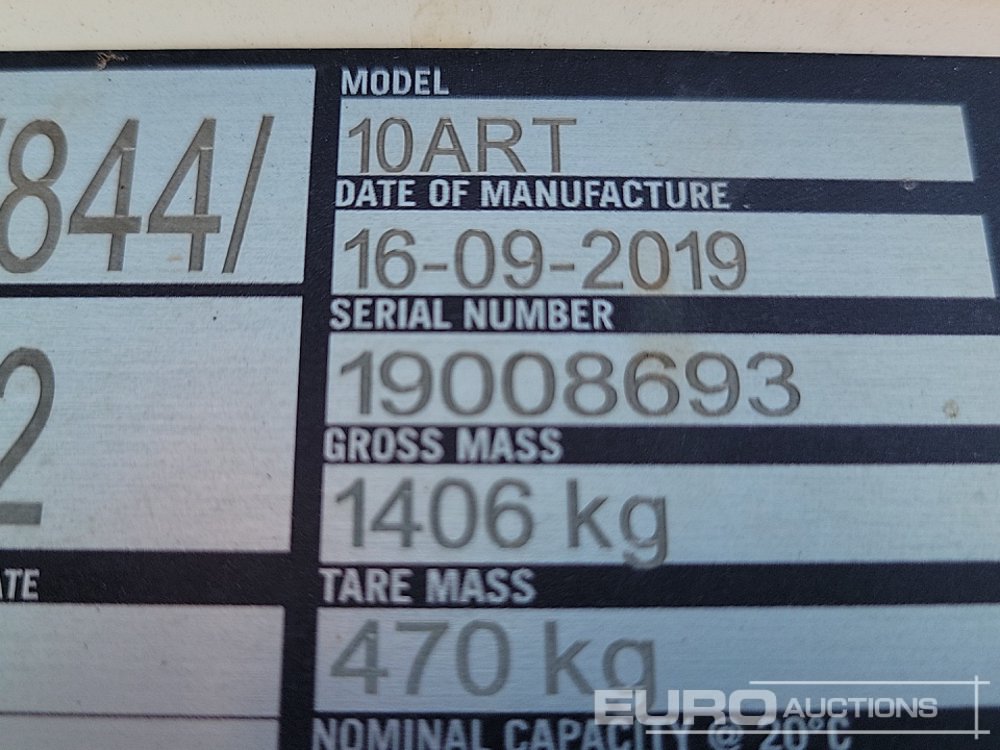 /844/
2
ATE
MODEL
10ART
DATE OF MANUFACTURE
16-09-2019
SERIAL NUMBER
19008693
GROSS MASS
1406 kg
TARE MASS
470 kg
NOMINAL CAPACITY @ 20°C
EURO AUCTIONS